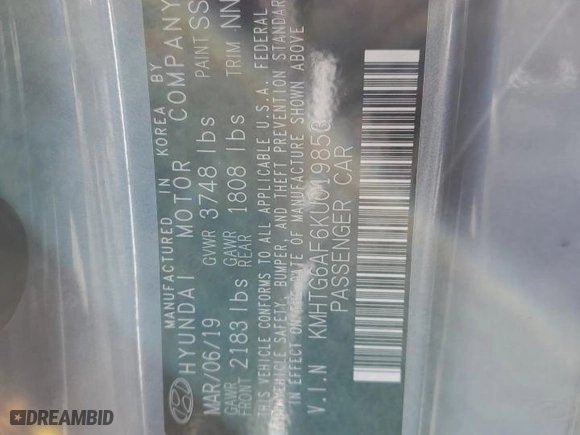 MANUFACTURED IN KOREA BY
HYUNDAI MOTOR COMPANY
MAR/06/19 GVWR 3748 lbs PAINT SS
GAWR FRONT 2183 lbs GAWR REAR 1808 lbs TRIM NN
THIS VEHICLE CONFORMS TO ALL APPLICABLE U.S.A. FEDERAL
VEHICLE SAFETY, BUMPER, AND THEFT PREVENTION STANDAR
IN EFFECT ON THE DATE OF MANUFACTURE SHOWN ABOVE
V.I.N KMHTG6AF6KU019850
PASSENGER CAR
DREAMBID